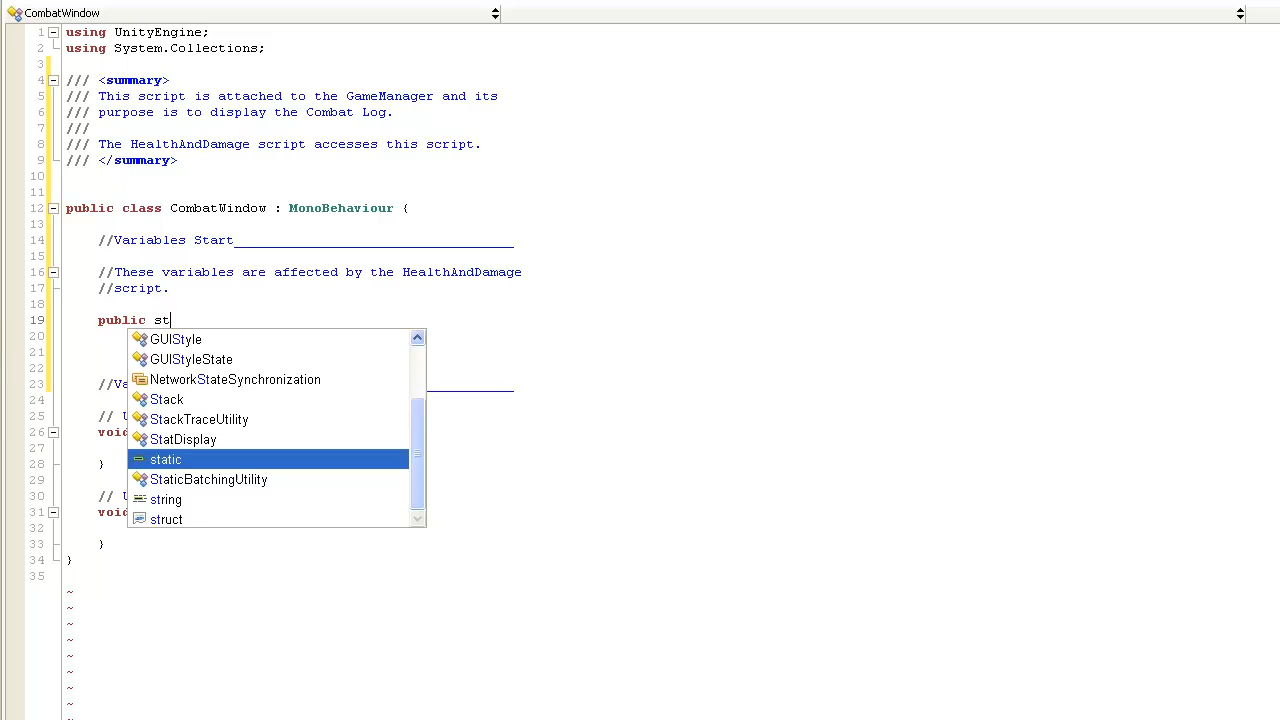 CombatWindow
1 using UnityEngine;
2 using System.Collections;
3
4 /// <summary>
5 /// This script is attached to the GameManager and its
6 /// purpose is to display the Combat Log.
7 ///
8 /// The HealthAndDamage script accesses this script.
9 /// </summary>
10
11
12 public class CombatWindow : MonoBehaviour {
13
14 //Variables Start___________________________________
15
16 //These variables are affected by the HealthAndDamage
17 //script.
18
19 public st
20
21
22
23 //Va
24
25 // U
26 void
27
28 }
29
30 // U
31 void
32
33 }
34 }
35
GUIStyle
GUIStyleState
NetworkStateSynchronization
Stack
StackTraceUtility
StatDisplay
static
StaticBatchingUtility
string
struct
~
~
~
~
~
~
~
~
~